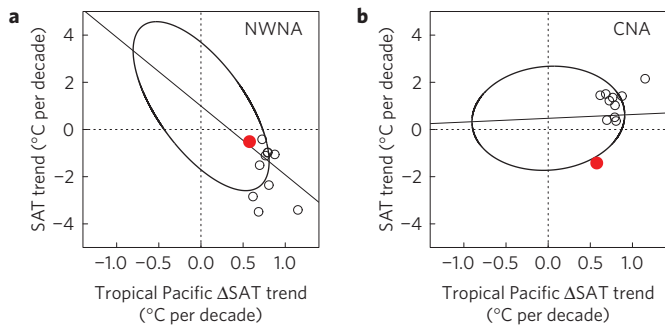 a
NWNA
SAT trend (°C per decade)
4
2
0
−2
−4
−1.0 −0.5 0.0 0.5 1.0
Tropical Pacific ΔSAT trend
(°C per decade)
b
CNA
SAT trend (°C per decade)
4
2
0
−2
−4
−1.0 −0.5 0.0 0.5 1.0
Tropical Pacific ΔSAT trend
(°C per decade)